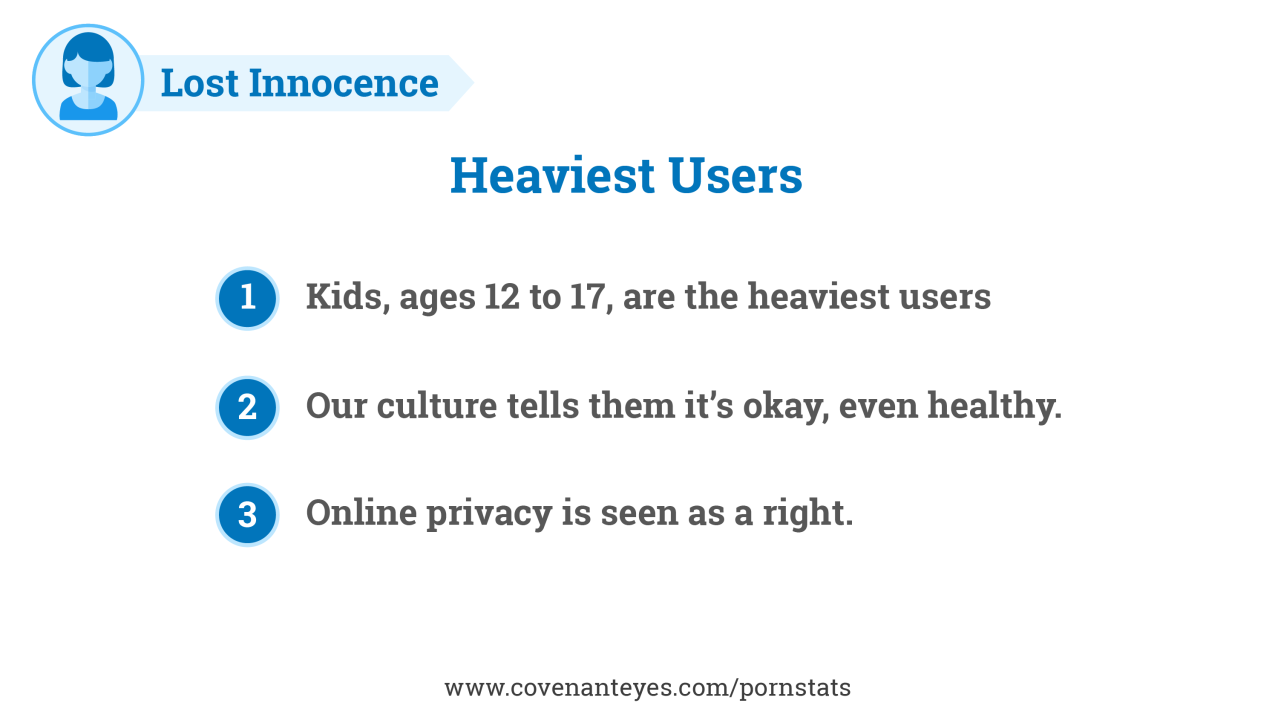 Lost Innocence
Heaviest Users
1 Kids, ages 12 to 17, are the heaviest users
2 Our culture tells them it’s okay, even healthy.
3 Online privacy is seen as a right.
www.covenanteyes.com/pornstats